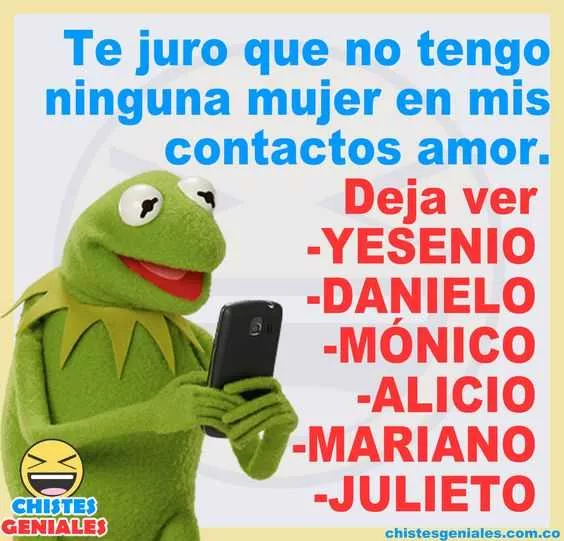 Te juro que no tengo
ninguna mujer en mis
contactos amor.
Deja ver
-YESENIO
-DANIELO
-MÓNICO
-ALICIO
-MARIANO
-JULIETO
CHISTES
GENIALES
chistesgeniales.com.co